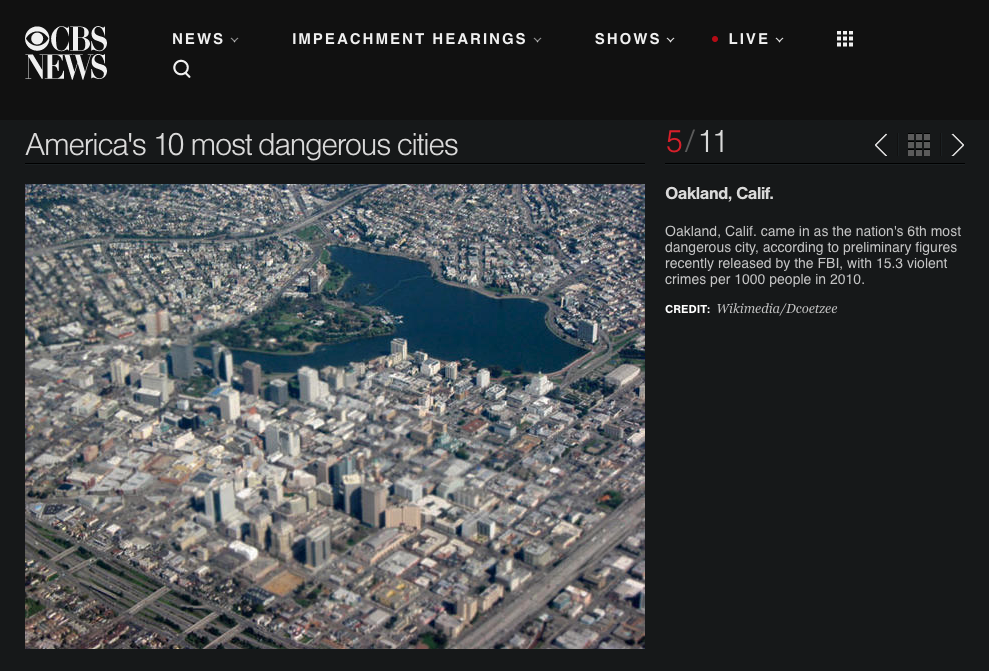 CBS NEWS
NEWS
IMPEACHMENT HEARINGS
SHOWS
LIVE
America's 10 most dangerous cities
5/11
Oakland, Calif.
Oakland, Calif. came in as the nation's 6th most
dangerous city, according to preliminary figures
recently released by the FBI, with 15.3 violent
crimes per 1000 people in 2010.
CREDIT: Wikimedia/Dcoetzee